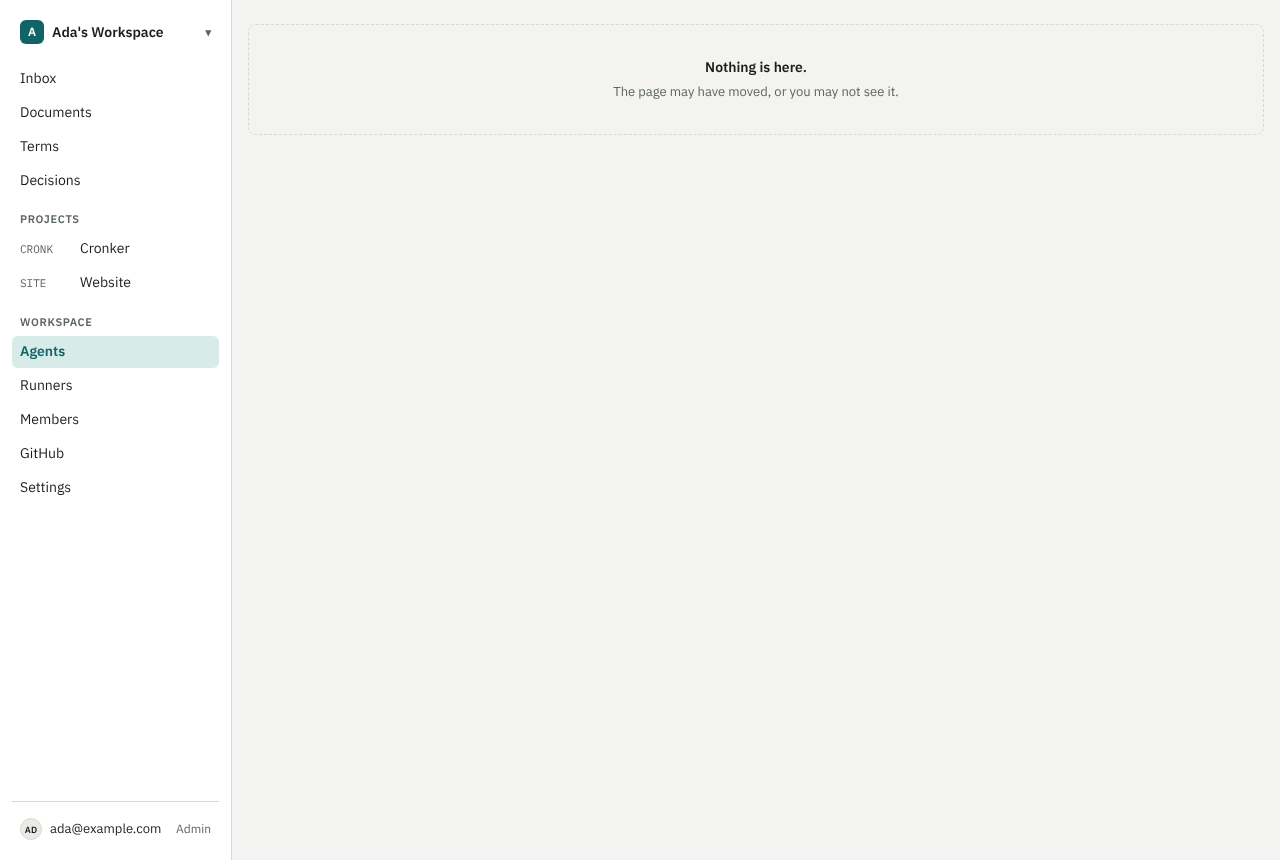 A Ada's Workspace ▾
Inbox
Documents
Terms
Decisions
PROJECTS
CRONK Cronker
SITE Website
WORKSPACE
Agents
Runners
Members
GitHub
Settings
AD ada@example.com Admin
Nothing is here.
The page may have moved, or you may not see it.